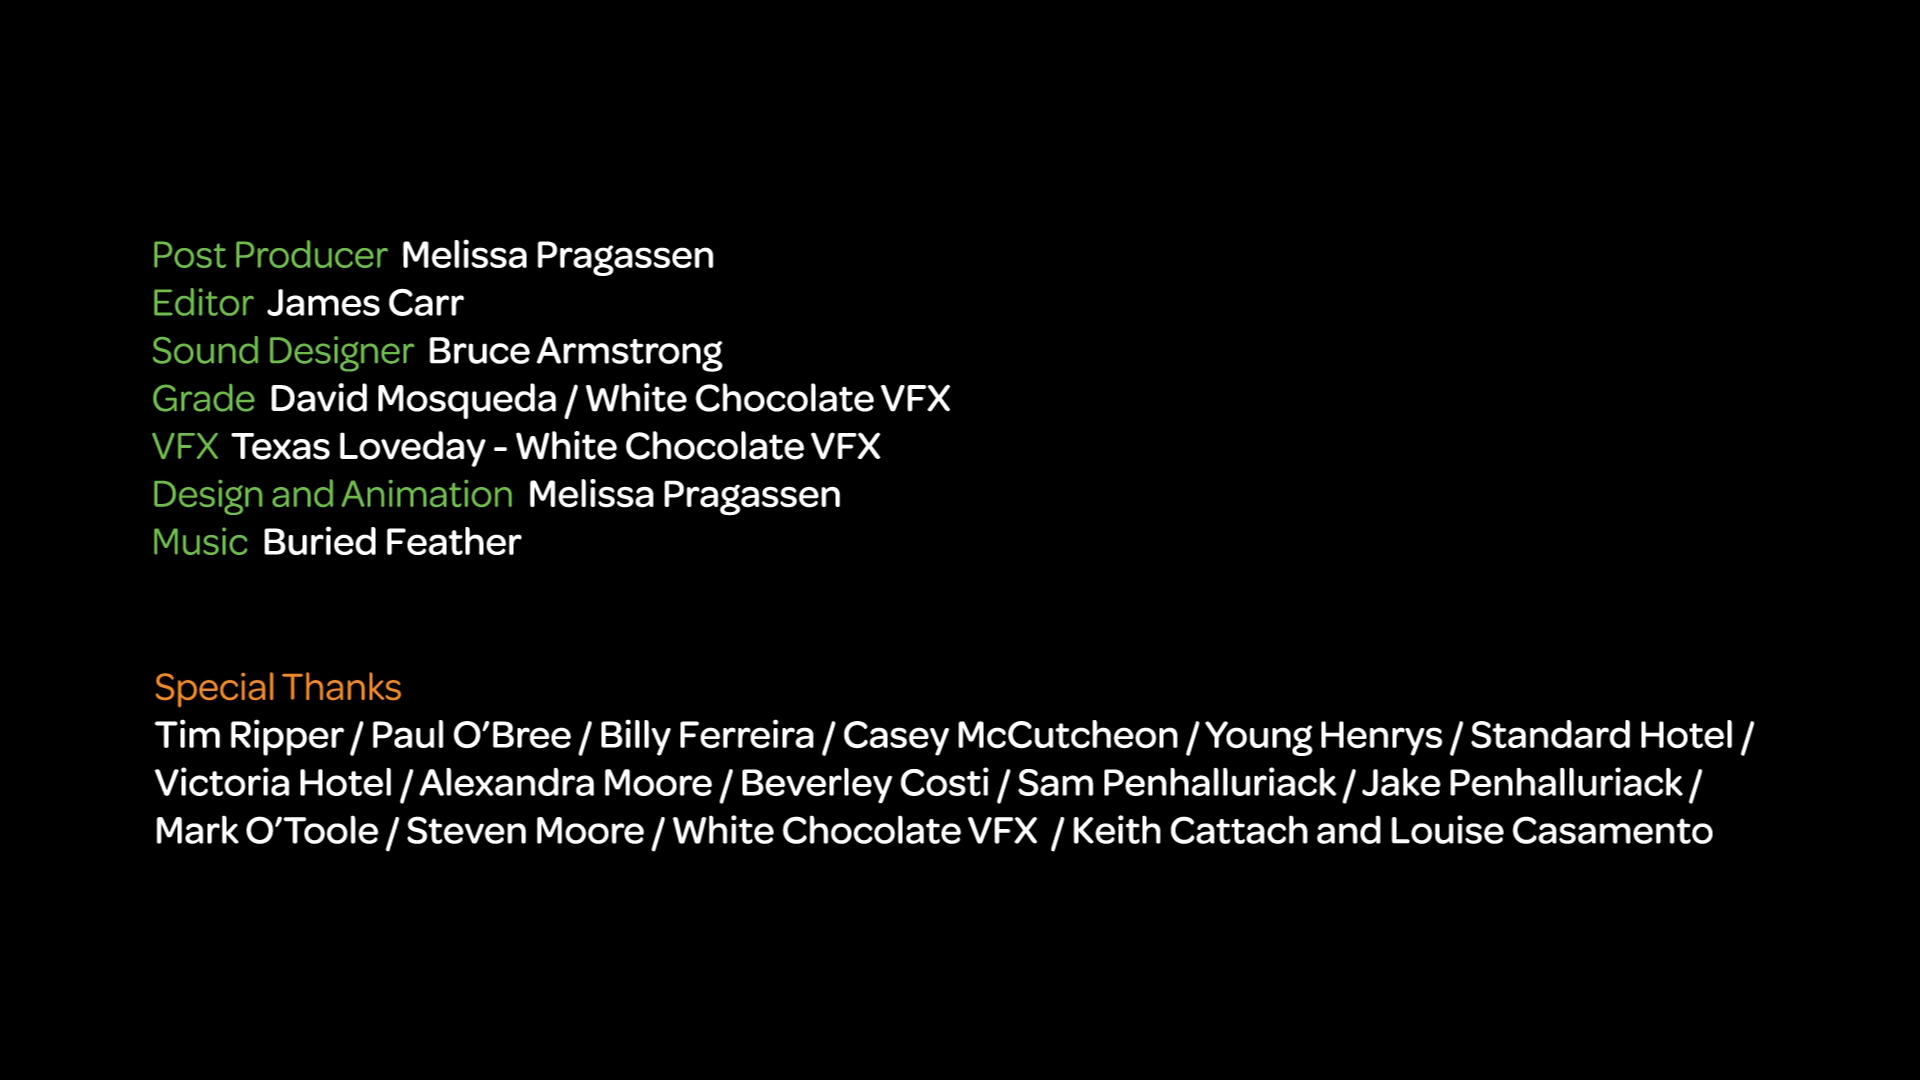 Post Producer Melissa Pragassen
Editor James Carr
Sound Designer Bruce Armstrong
Grade David Mosqueda / White Chocolate VFX
VFX Texas Loveday - White Chocolate VFX
Design and Animation Melissa Pragassen
Music Buried Feather
Special Thanks
Tim Ripper / Paul O’Bree / Billy Ferreira / Casey McCutcheon / Young Henrys / Standard Hotel /
Victoria Hotel / Alexandra Moore / Beverley Costi / Sam Penhalluriack / Jake Penhalluriack /
Mark O’Toole / Steven Moore / White Chocolate VFX / Keith Cattach and Louise Casamento